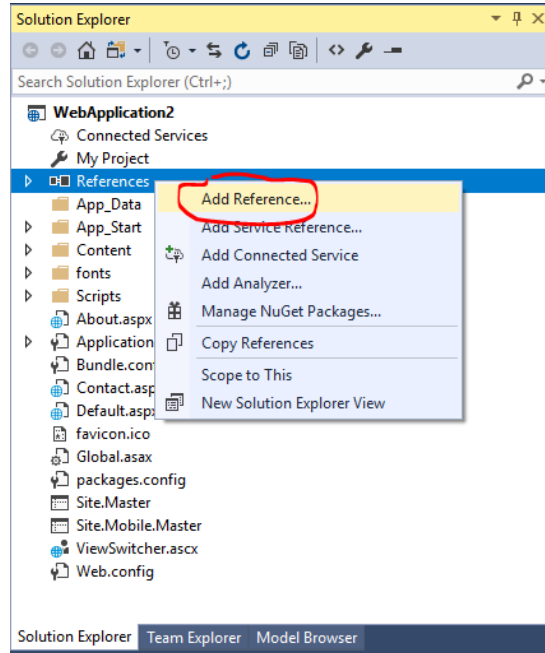 Solution Explorer
Search Solution Explorer (Ctrl+;)
WebApplication2
Connected Services
My Project
References
Add Reference...
App_Data
App_Start
Add Service Reference...
Content
Add Connected Service
fonts
Add Analyzer...
Scripts
Manage NuGet Packages...
About.aspx
Application
Copy References
Bundle.con
Scope to This
Contact.asp
New Solution Explorer View
Default.asp
favicon.ico
Global.asax
packages.config
Site.Master
Site.Mobile.Master
ViewSwitcher.ascx
Web.config
Solution Explorer Team Explorer Model Browser